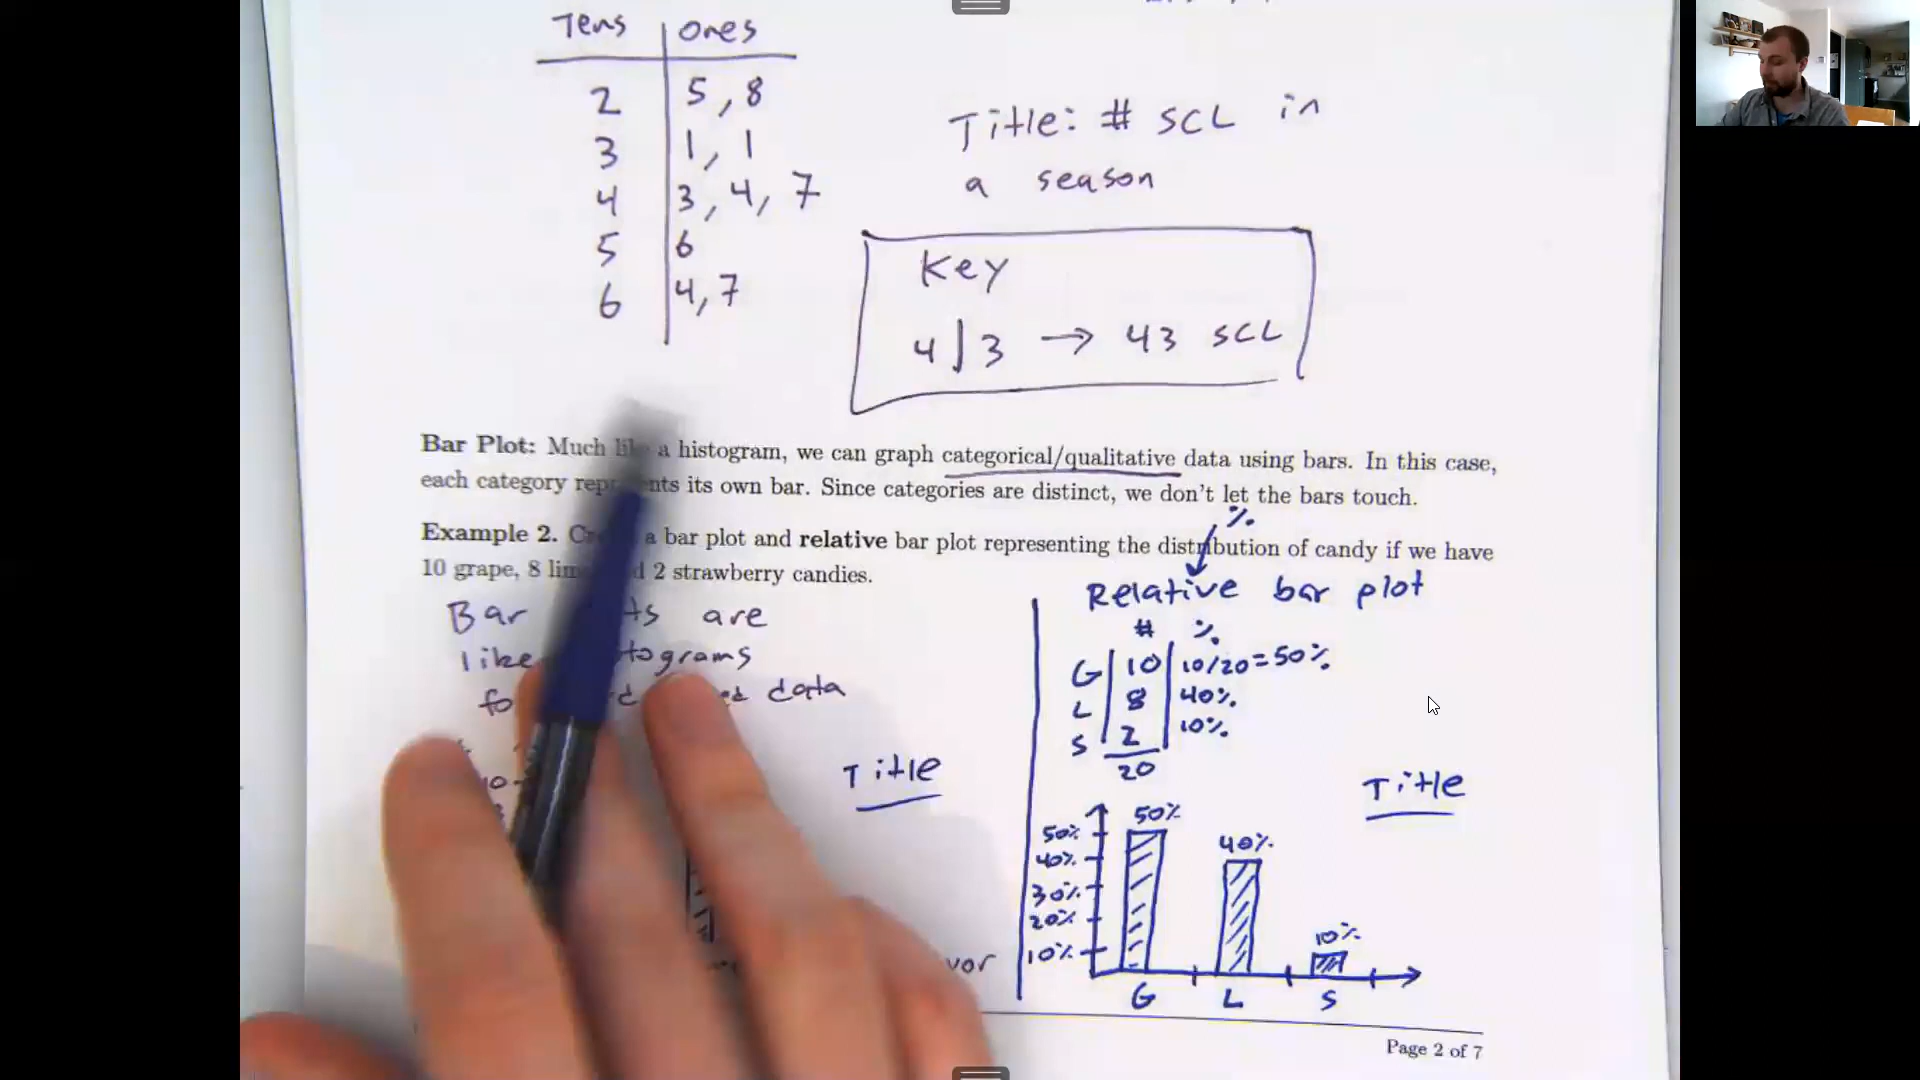 Tens | ones
2 | 5, 8
3 | 1, 1
4 | 3, 4, 7
5 | 6
6 | 4, 7
Title: # SCL in
a season
Key
4 | 3 → 43 SCL
Bar Plot: Much like a histogram, we can graph categorical/qualitative data using bars. In this case,
each category represents its own bar. Since categories are distinct, we don't let the bars touch.
%
Example 2. a bar plot and relative bar plot representing the distribution of candy if we have
10 grape, 8 2 strawberry candies.
Bar are
like
data
Title
vor
Relative bar plot
# %
G | 10 | 10/20=50%
L | 8 | 40%
S | 2 | 10%
20
Title
50% 50%
40% 40%
30%
20%
10% 10%
G L S
Page 2 of 7